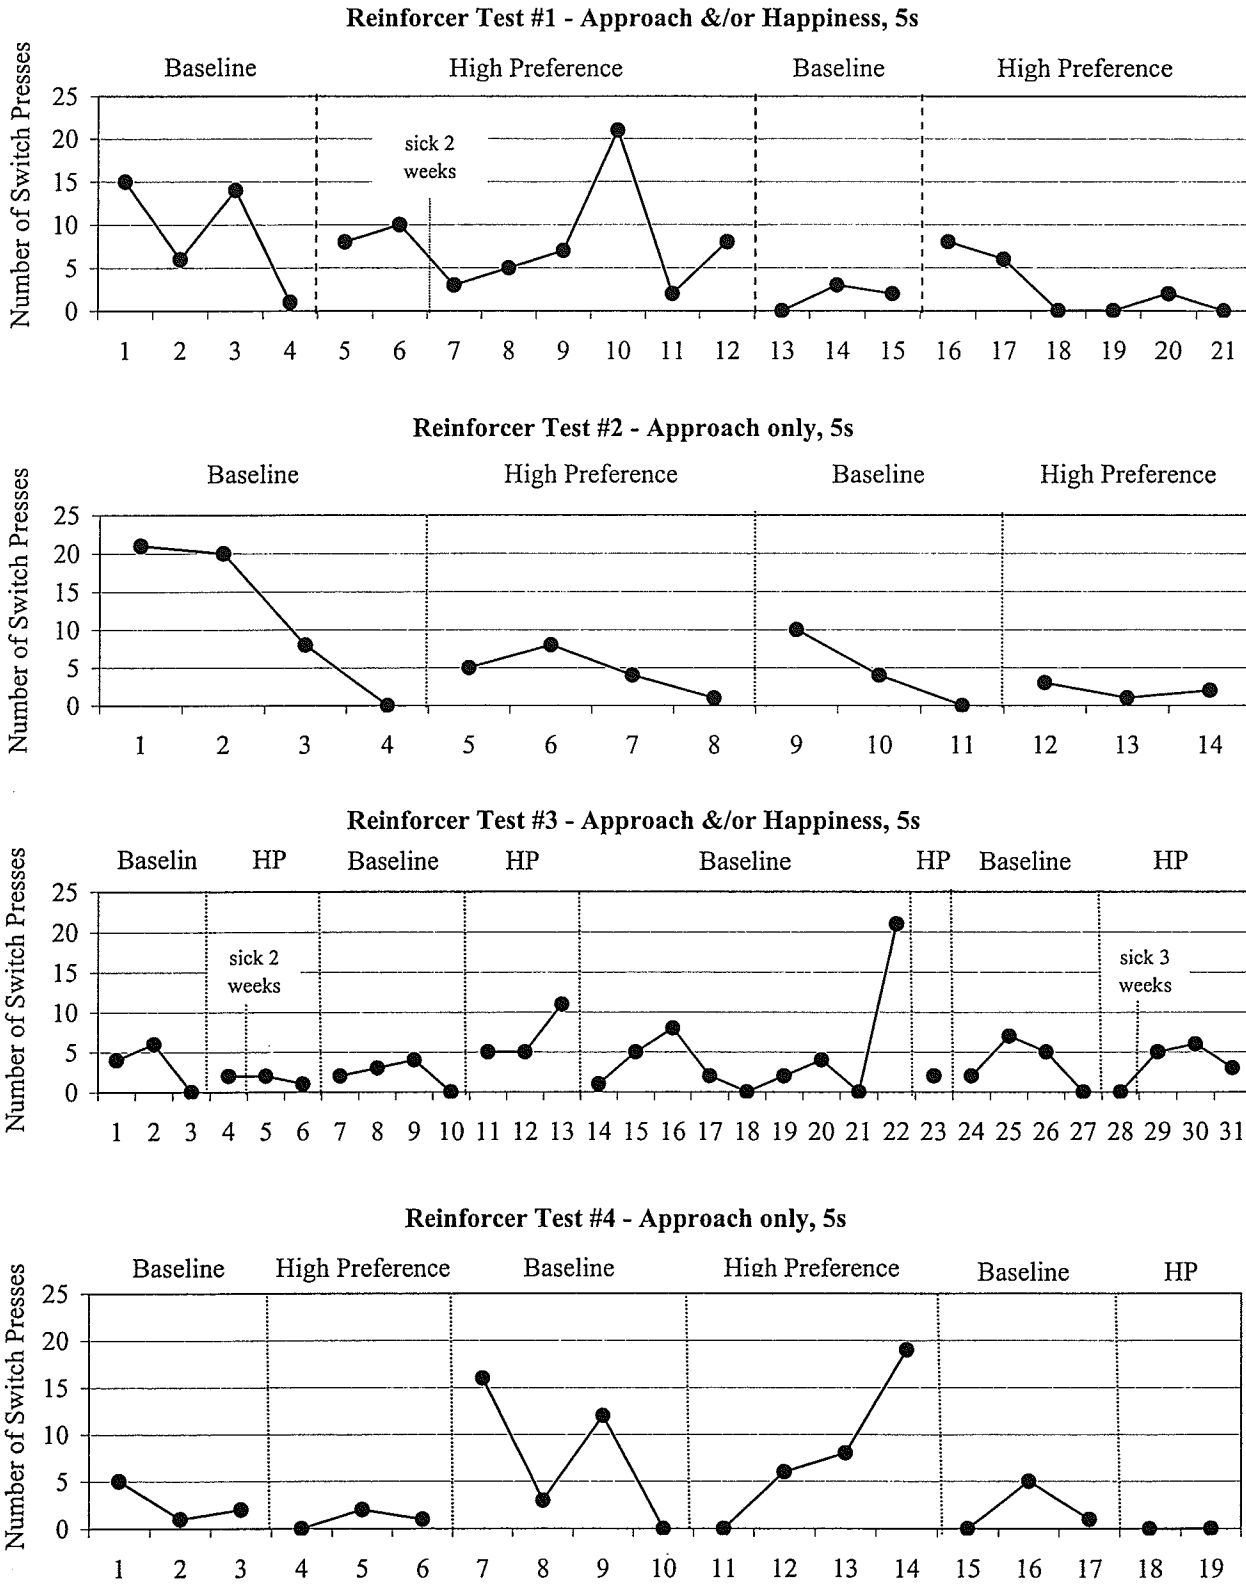 Reinforcer Test #1 - Approach &/or Happiness, 5s
Baseline High Preference Baseline High Preference
Number of Switch Presses
25
20
15
10
5
0
sick 2
weeks
1 2 3 4 5 6 7 8 9 10 11 12 13 14 15 16 17 18 19 20 21
Reinforcer Test #2 - Approach only, 5s
Baseline High Preference Baseline High Preference
Number of Switch Presses
25
20
15
10
5
0
1 2 3 4 5 6 7 8 9 10 11 12 13 14
Reinforcer Test #3 - Approach &/or Happiness, 5s
Baselin HP Baseline HP Baseline HP Baseline HP
Number of Switch Presses
25
20
15
10
5
0
sick 2
weeks
sick 3
weeks
1 2 3 4 5 6 7 8 9 10 11 12 13 14 15 16 17 18 19 20 21 22 23 24 25 26 27 28 29 30 31
Reinforcer Test #4 - Approach only, 5s
Baseline High Preference Baseline High Preference Baseline HP
Number of Switch Presses
25
20
15
10
5
0
1 2 3 4 5 6 7 8 9 10 11 12 13 14 15 16 17 18 19